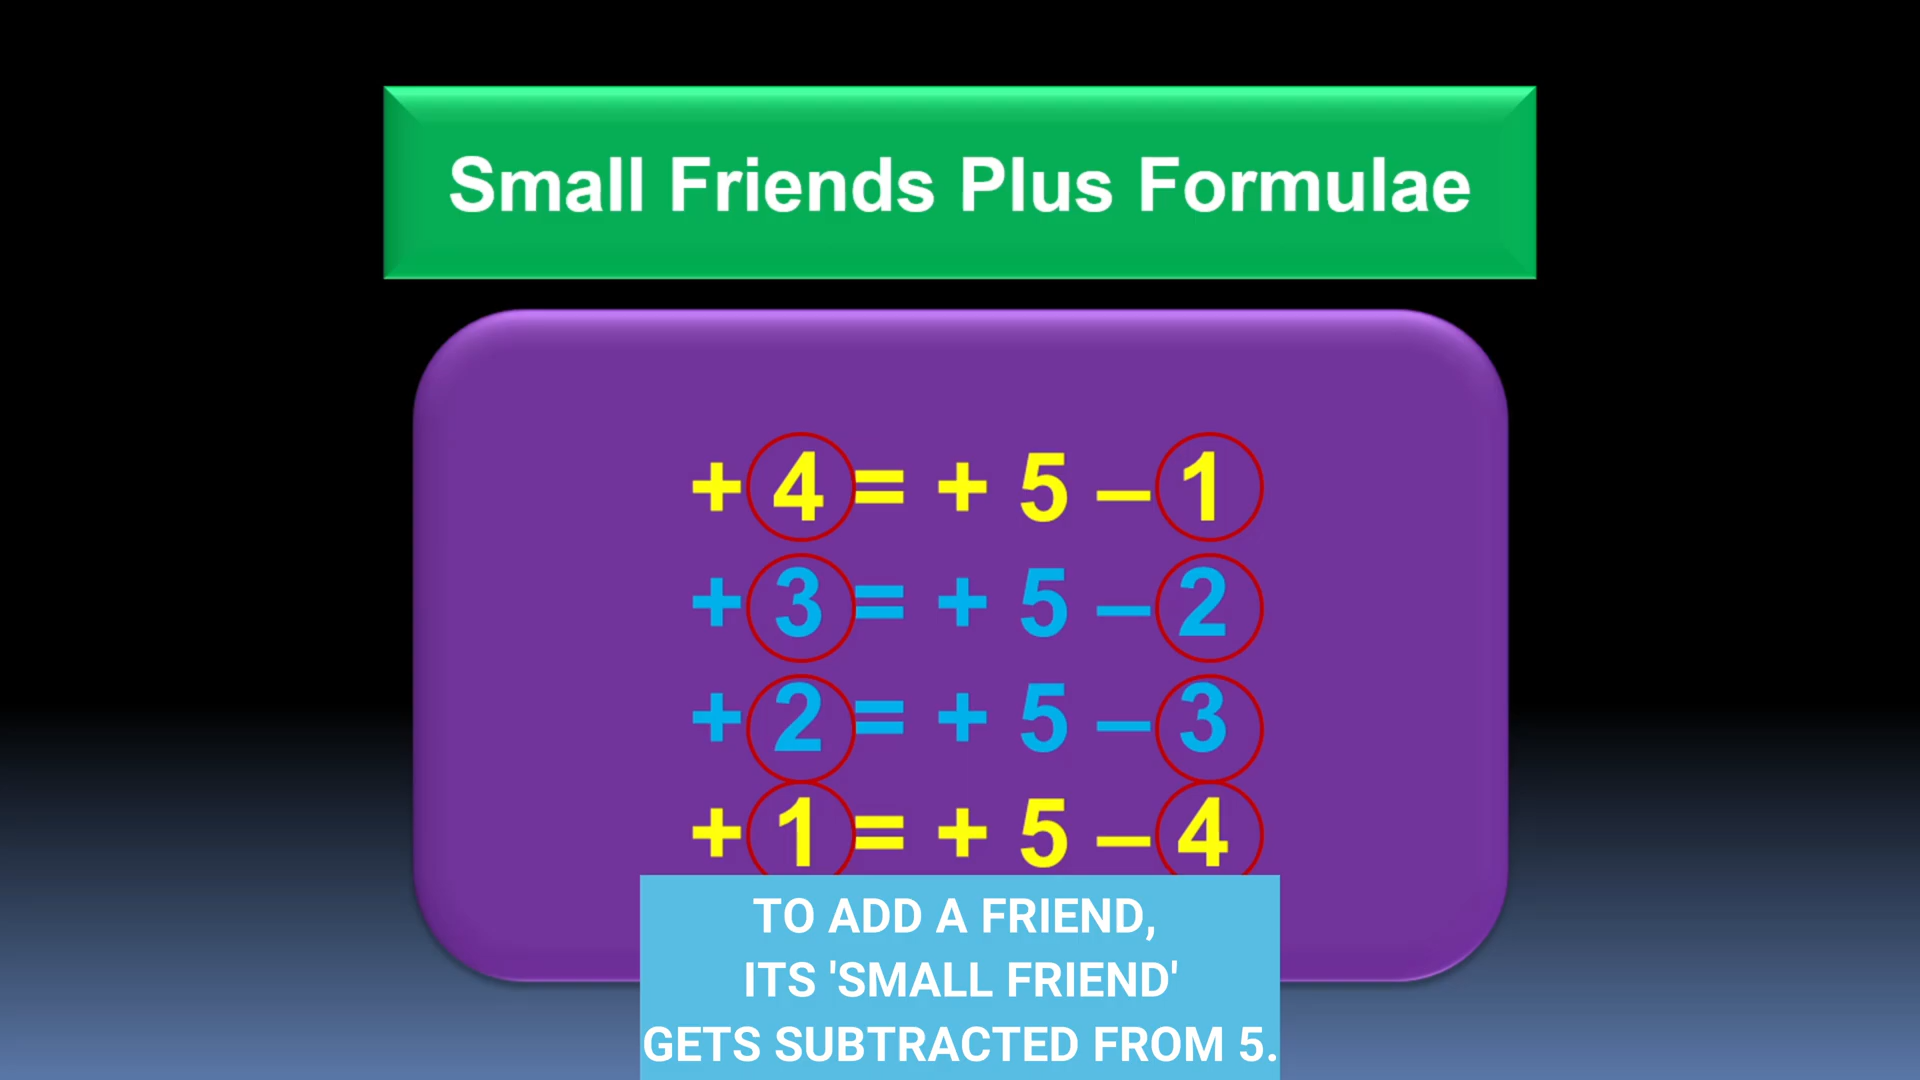 Small Friends Plus Formulae
+ 4 = + 5 – 1
+ 3 = + 5 – 2
+ 2 = + 5 – 3
+ 1 = + 5 – 4
TO ADD A FRIEND,
ITS 'SMALL FRIEND'
GETS SUBTRACTED FROM 5.